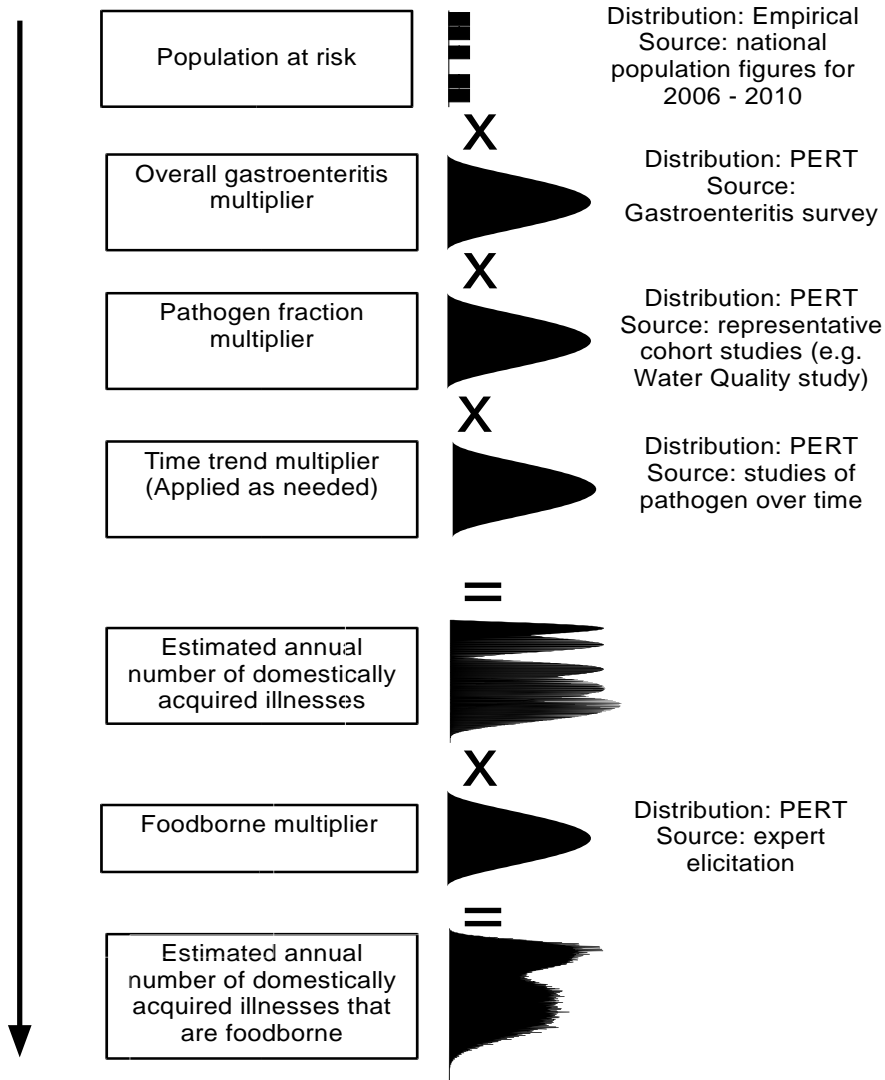 Population at risk
Distribution: Empirical
Source: national
population figures for
2006 - 2010
X
Overall gastroenteritis
multiplier
Distribution: PERT
Source:
Gastroenteritis survey
X
Pathogen fraction
multiplier
Distribution: PERT
Source: representative
cohort studies (e.g.
Water Quality study)
X
Time trend multiplier
(Applied as needed)
Distribution: PERT
Source: studies of
pathogen over time
=
Estimated annual
number of domestically
acquired illnesses
X
Foodborne multiplier
Distribution: PERT
Source: expert
elicitation
=
Estimated annual
number of domestically
acquired illnesses that
are foodborne